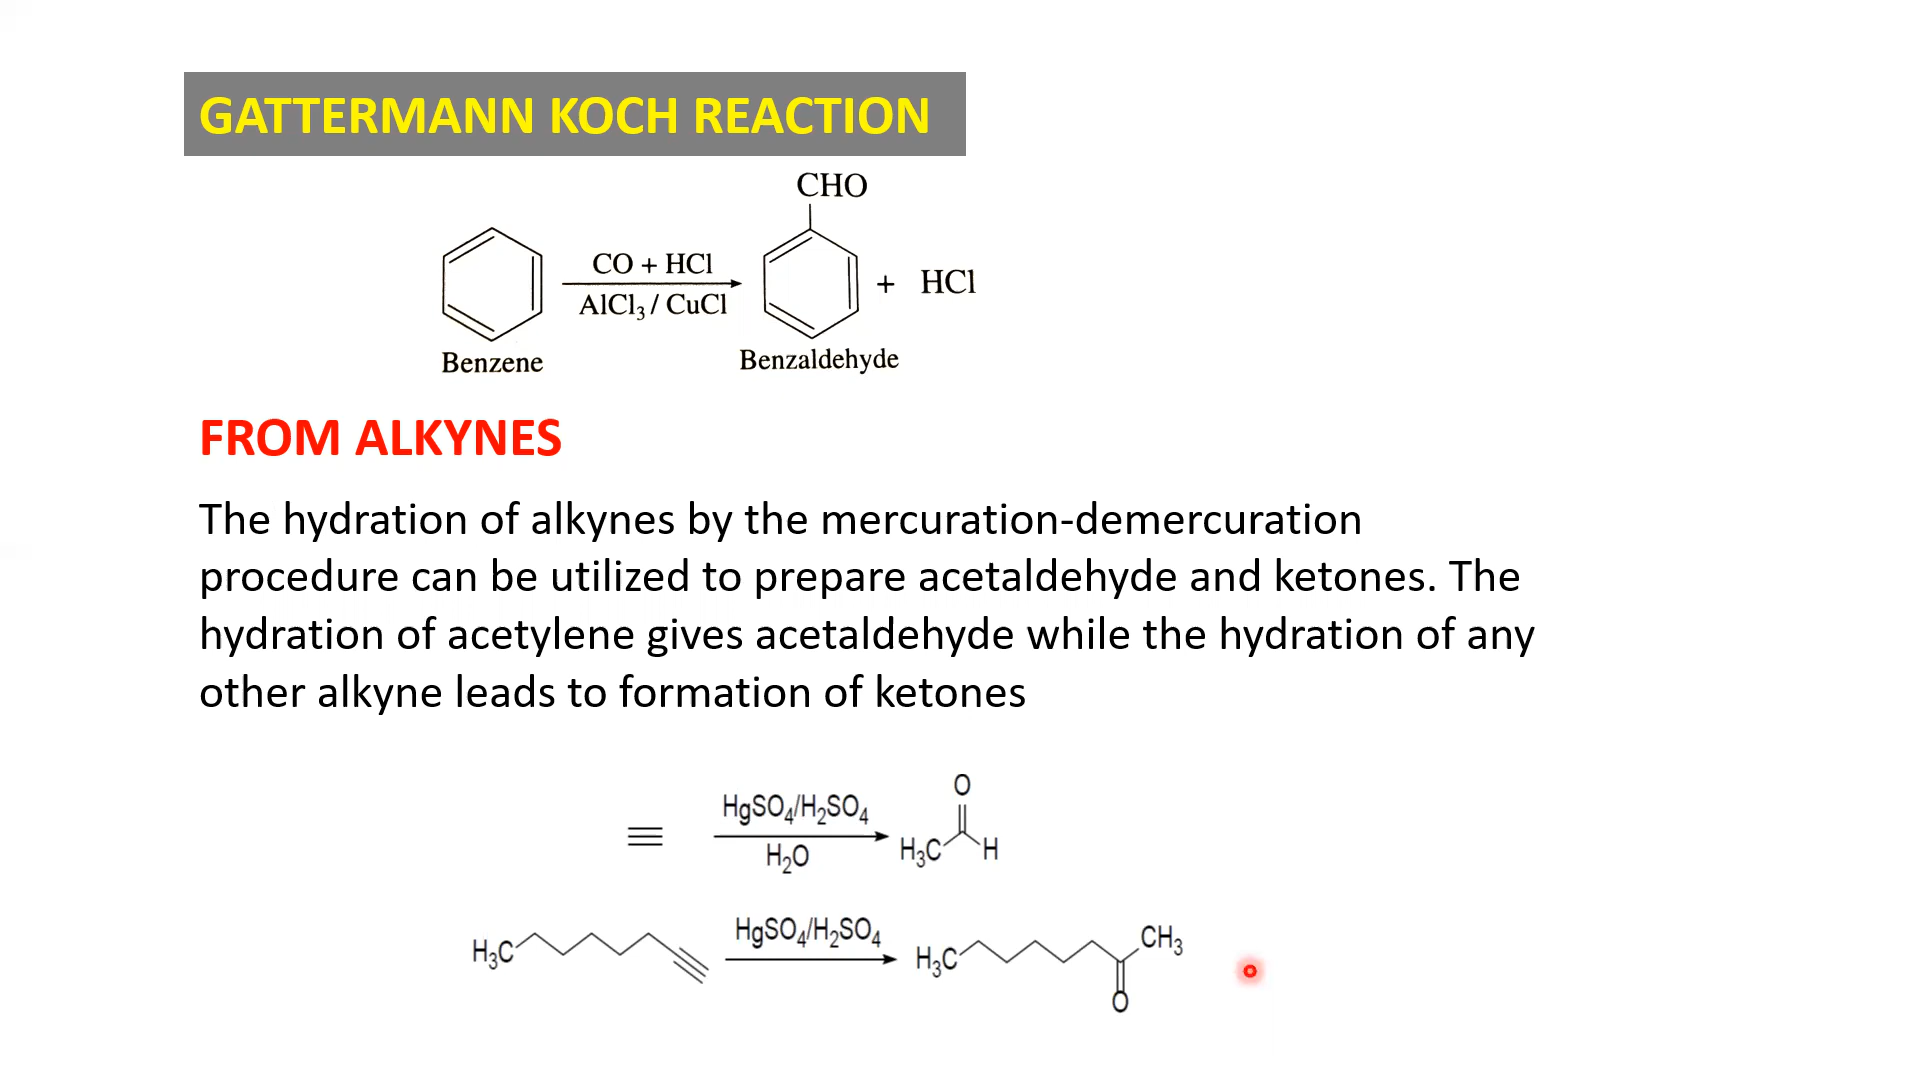 GATTERMANN KOCH REACTION
CHO
CO + HCl
AlCl₃ / CuCl
+ HCl
Benzene
Benzaldehyde
FROM ALKYNES
The hydration of alkynes by the mercuration-demercuration
procedure can be utilized to prepare acetaldehyde and ketones. The
hydration of acetylene gives acetaldehyde while the hydration of any
other alkyne leads to formation of ketones
O
HgSO₄/H₂SO₄
H₂O
H₃C H
HgSO₄/H₂SO₄
H₃C
H₃C
CH₃
O